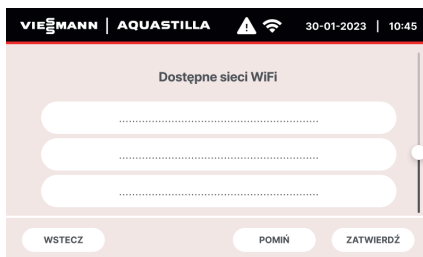 VIESMANN | AQUASTILLA 30-01-2023 | 10:45
Dostępne sieci WiFi
............................................................
............................................................
............................................................
WSTECZ POMIŃ ZATWIERDŹ